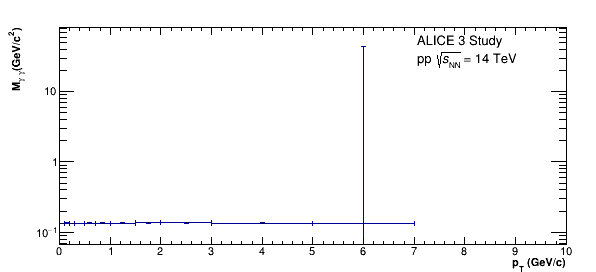 M_γ γ (GeV/c²)
ALICE 3 Study
pp √s_NN = 14 TeV
10
1
10⁻¹
0 1 2 3 4 5 6 7 8 9 10
p_T (GeV/c)